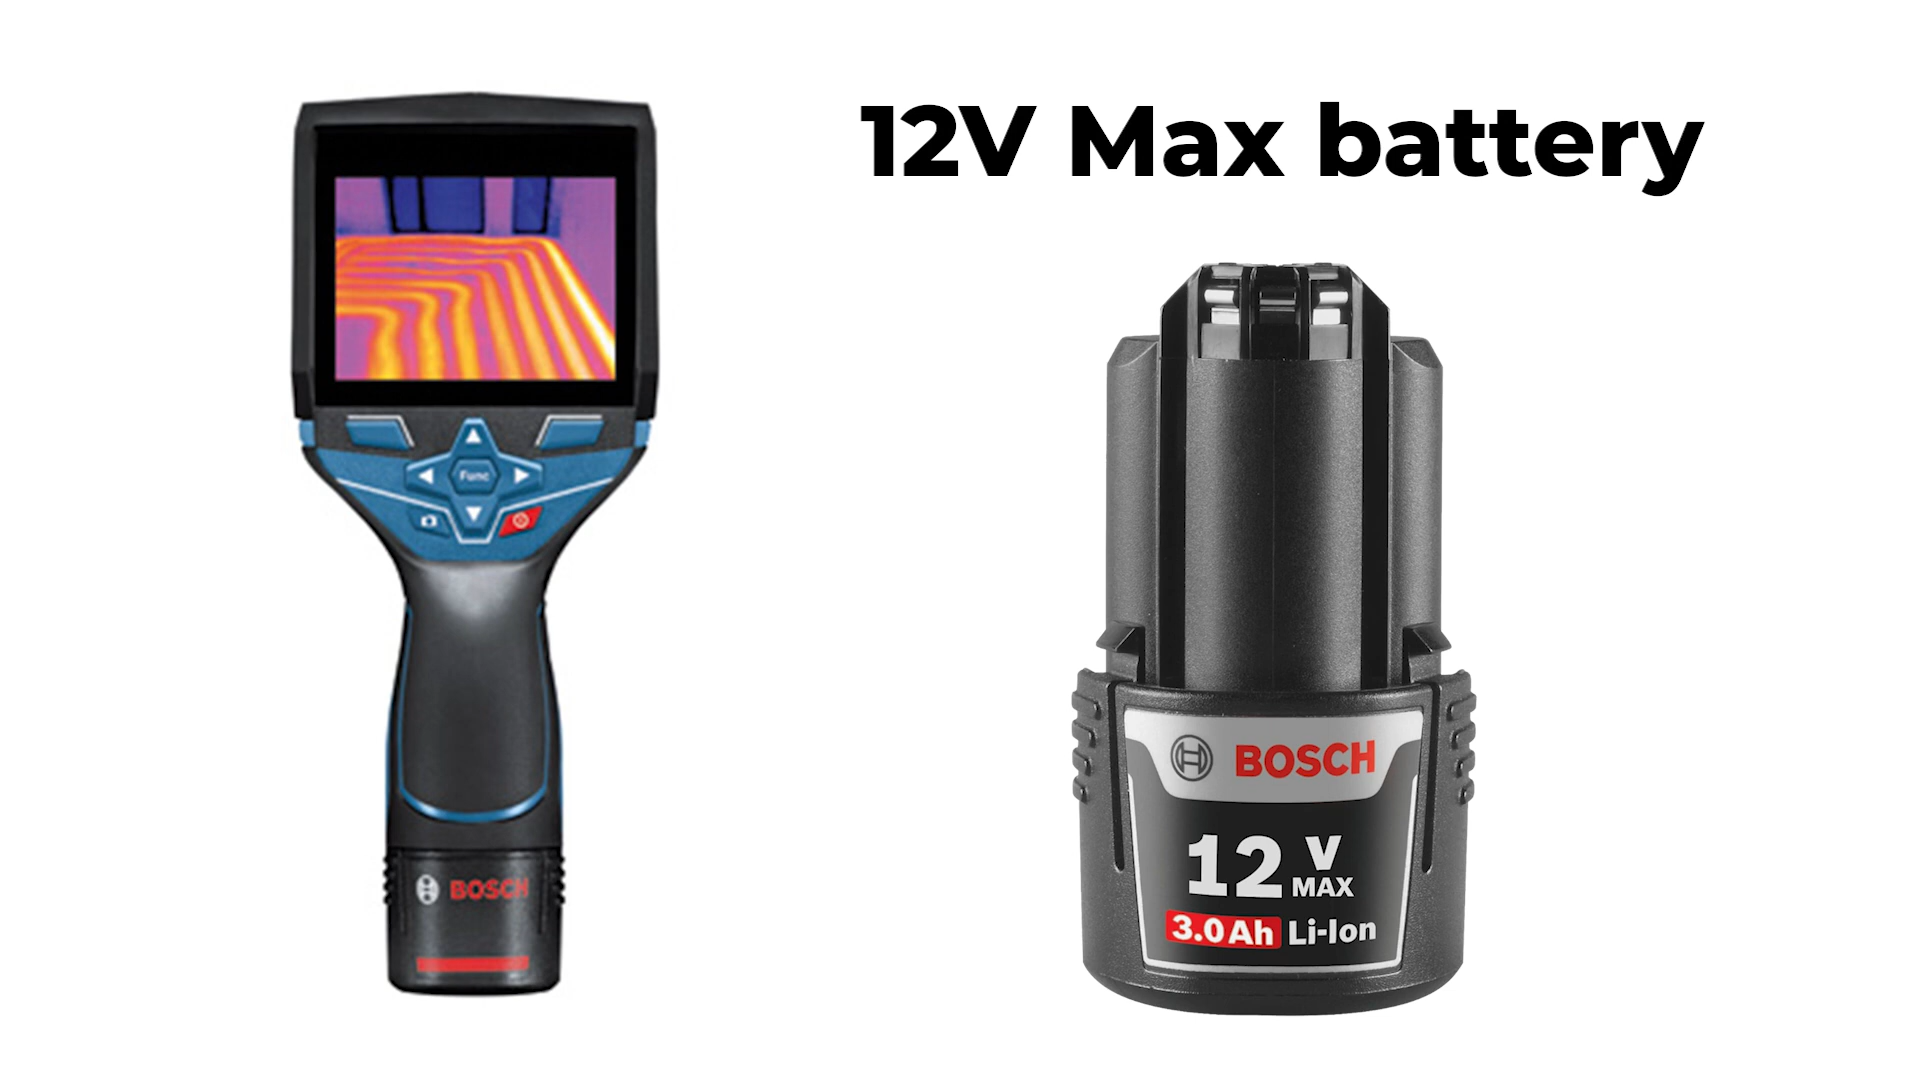 12V Max battery
Func
BOSCH
BOSCH
12 V
MAX
3.0Ah Li-Ion